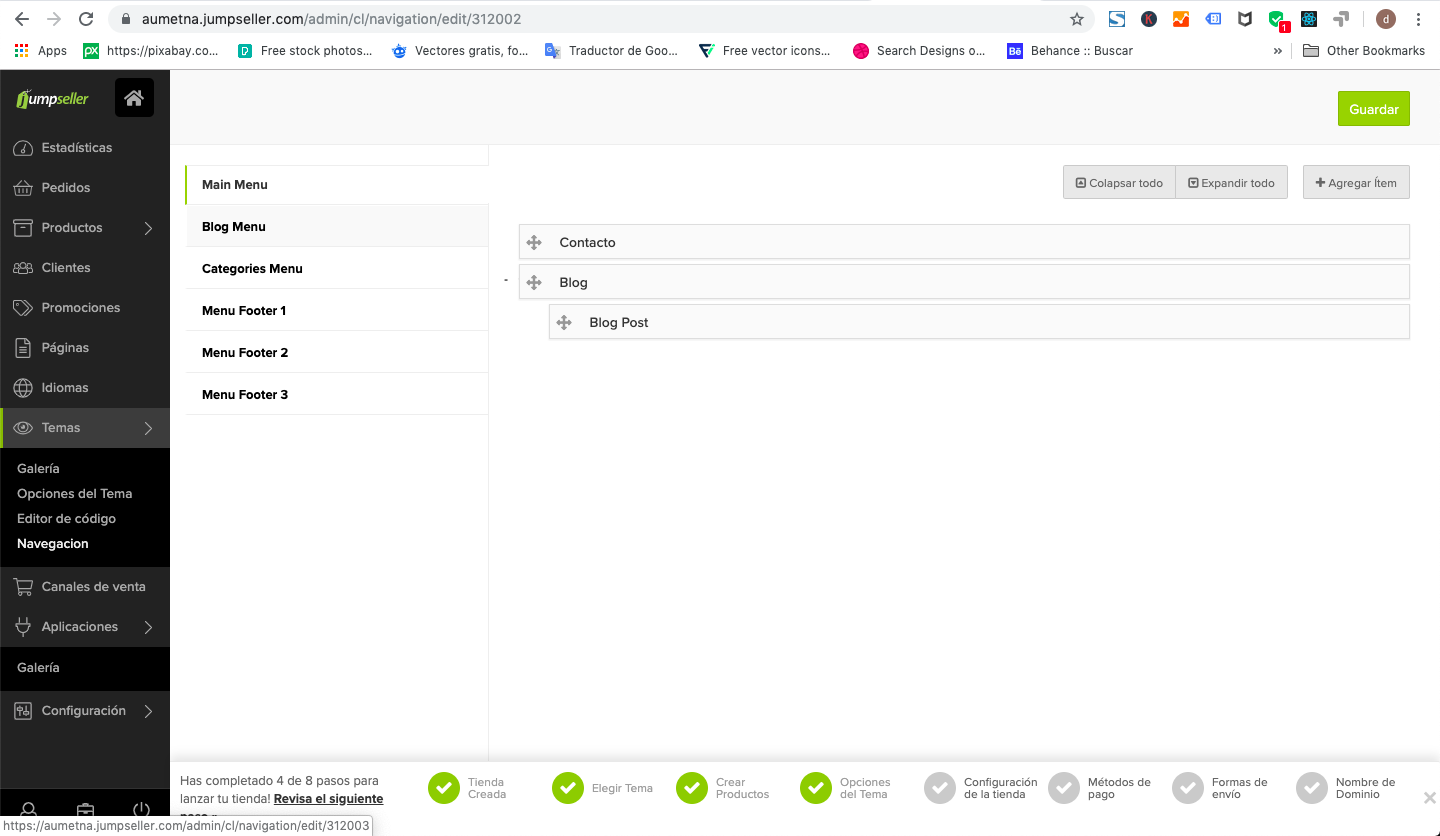 aumetna.jumpseller.com/admin/cl/navigation/edit/312002
Apps
https://pixabay.co...
Free stock photos...
Vectores gratis, fo...
Traductor de Goo...
Free vector icons...
Search Designs o...
Behance :: Buscar
»
Other Bookmarks
jumpseller
Guardar
Estadísticas
Pedidos
Productos
Clientes
Promociones
Páginas
Idiomas
Temas
Galería
Opciones del Tema
Editor de código
Navegacion
Canales de venta
Aplicaciones
Galería
Configuración
Main Menu
Blog Menu
Categories Menu
Menu Footer 1
Menu Footer 2
Menu Footer 3
Colapsar todo
Expandir todo
Agregar Ítem
Contacto
- Blog
Blog Post
Has completado 4 de 8 pasos para
lanzar tu tienda! Revisa el siguiente
Tienda
Creada
Elegir Tema
Crear
Productos
Opciones
del Tema
Configuración
de la tienda
Métodos de
pago
Formas de
envío
Nombre de
Dominio
https://aumetna.jumpseller.com/admin/cl/navigation/edit/312003